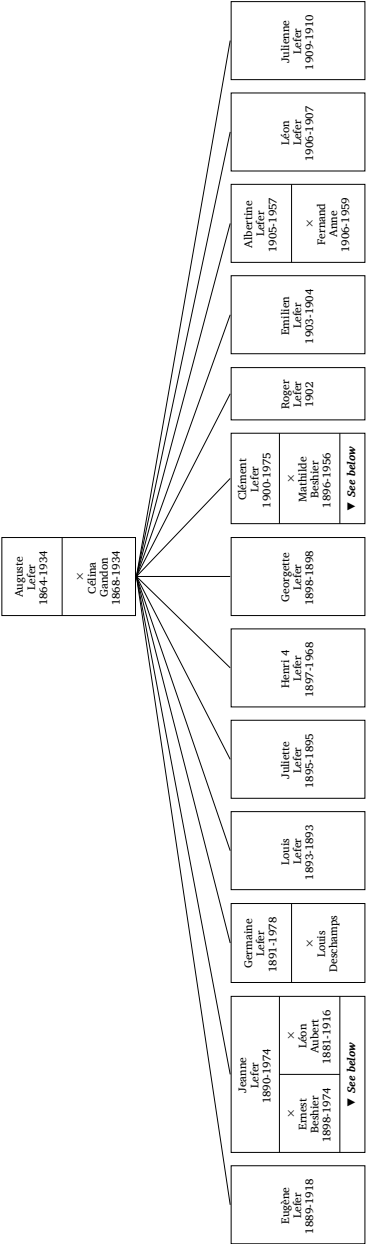 Auguste
Lefer
1864-1934
×
Célina
Gandon
1868-1934
Eugène
Lefer
1889-1918
Jeanne
Lefer
1890-1974
×
Ernest
Beshier
1898-1974
×
Léon
Aubert
1881-1916
▼ See below
Germaine
Lefer
1891-1978
×
Louis
Deschamps
Louis
Lefer
1893-1893
Juliette
Lefer
1895-1895
Henri 4
Lefer
1897-1968
Georgette
Lefer
1898-1898
Clément
Lefer
1900-1975
×
Mathilde
Beshier
1896-1956
▼ See below
Roger
Lefer
1902
Emilien
Lefer
1903-1904
Albertine
Lefer
1905-1957
×
Fernand
Anne
1906-1959
Léon
Lefer
1906-1907
Julienne
Lefer
1909-1910